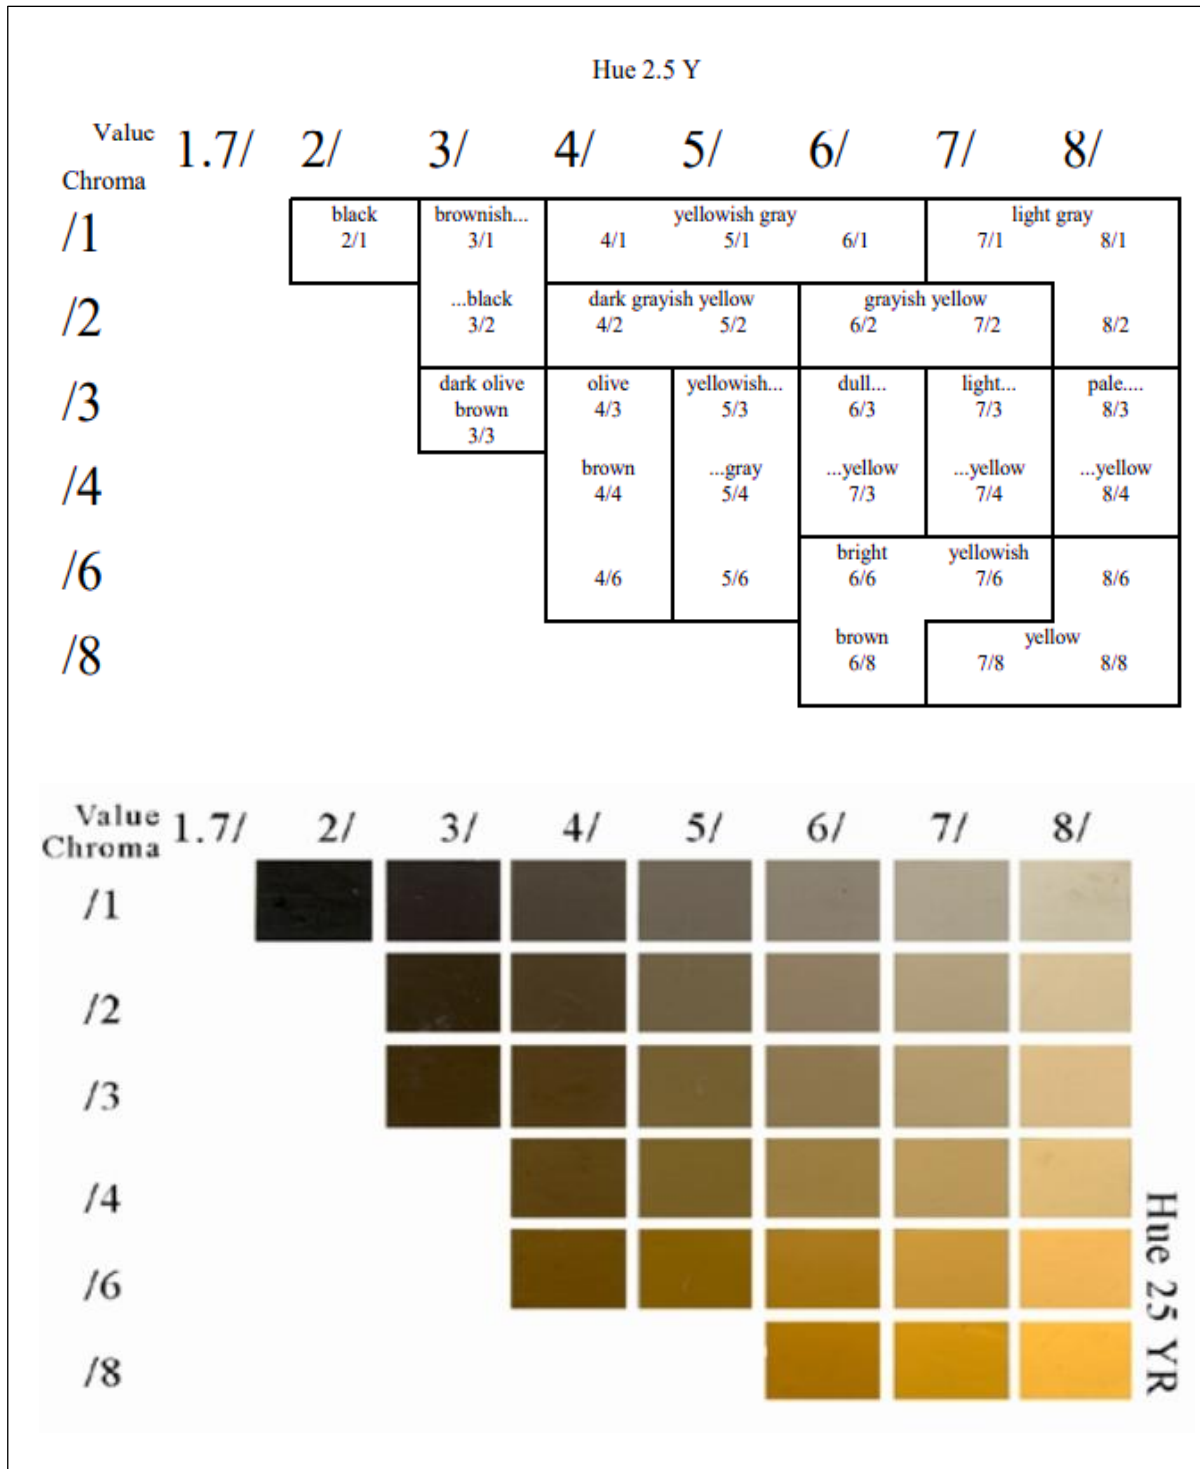 Hue 2.5 Y
Value 1.7/ 2/ 3/ 4/ 5/ 6/ 7/ 8/
Chroma
/1 black brownish... yellowish gray light gray
2/1 3/1 4/1 5/1 6/1 7/1 8/1
/2 ...black dark grayish yellow grayish yellow
3/2 4/2 5/2 6/2 7/2 8/2
/3 dark olive olive yellowish... dull... light... pale....
brown 4/3 5/3 6/3 7/3 8/3
3/3
/4 brown ...gray ...yellow ...yellow ...yellow
4/4 5/4 7/3 7/4 8/4
/6 bright yellowish
4/6 5/6 6/6 7/6 8/6
/8 brown yellow
6/8 7/8 8/8
Value 1.7/ 2/ 3/ 4/ 5/ 6/ 7/ 8/
Chroma
/1
/2
/3
/4
/6
/8
Hue 25 YR